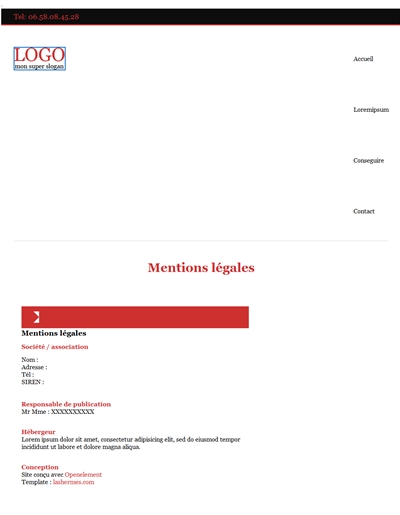 Tel: 06.58.08.45.28
LOGO
mon super slogan
Accueil
Loremipsum
Conseguire
Contact
Mentions légales
Mentions légales
Société / association
Nom :
Adresse :
Tél :
SIREN :
Responsable de publication
Mr Mme : XXXXXXXXXX
Hébergeur
Lorem ipsum dolor sit amet, consectetur adipisicing elit, sed do eiusmod tempor
incididunt ut labore et dolore magna aliqua.
Conception
Site conçu avec Openelement
Template : lashermes.com